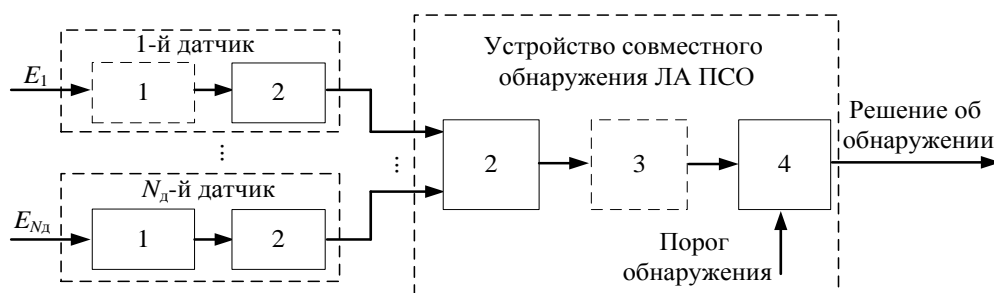 1-й датчик
E1
1
2
...
Nд-й датчик
ENд
1
2
...
Устройство совместного
обнаружения ЛА ПСО
2
3
4
Порог
обнаружения
Решение об
обнаружении